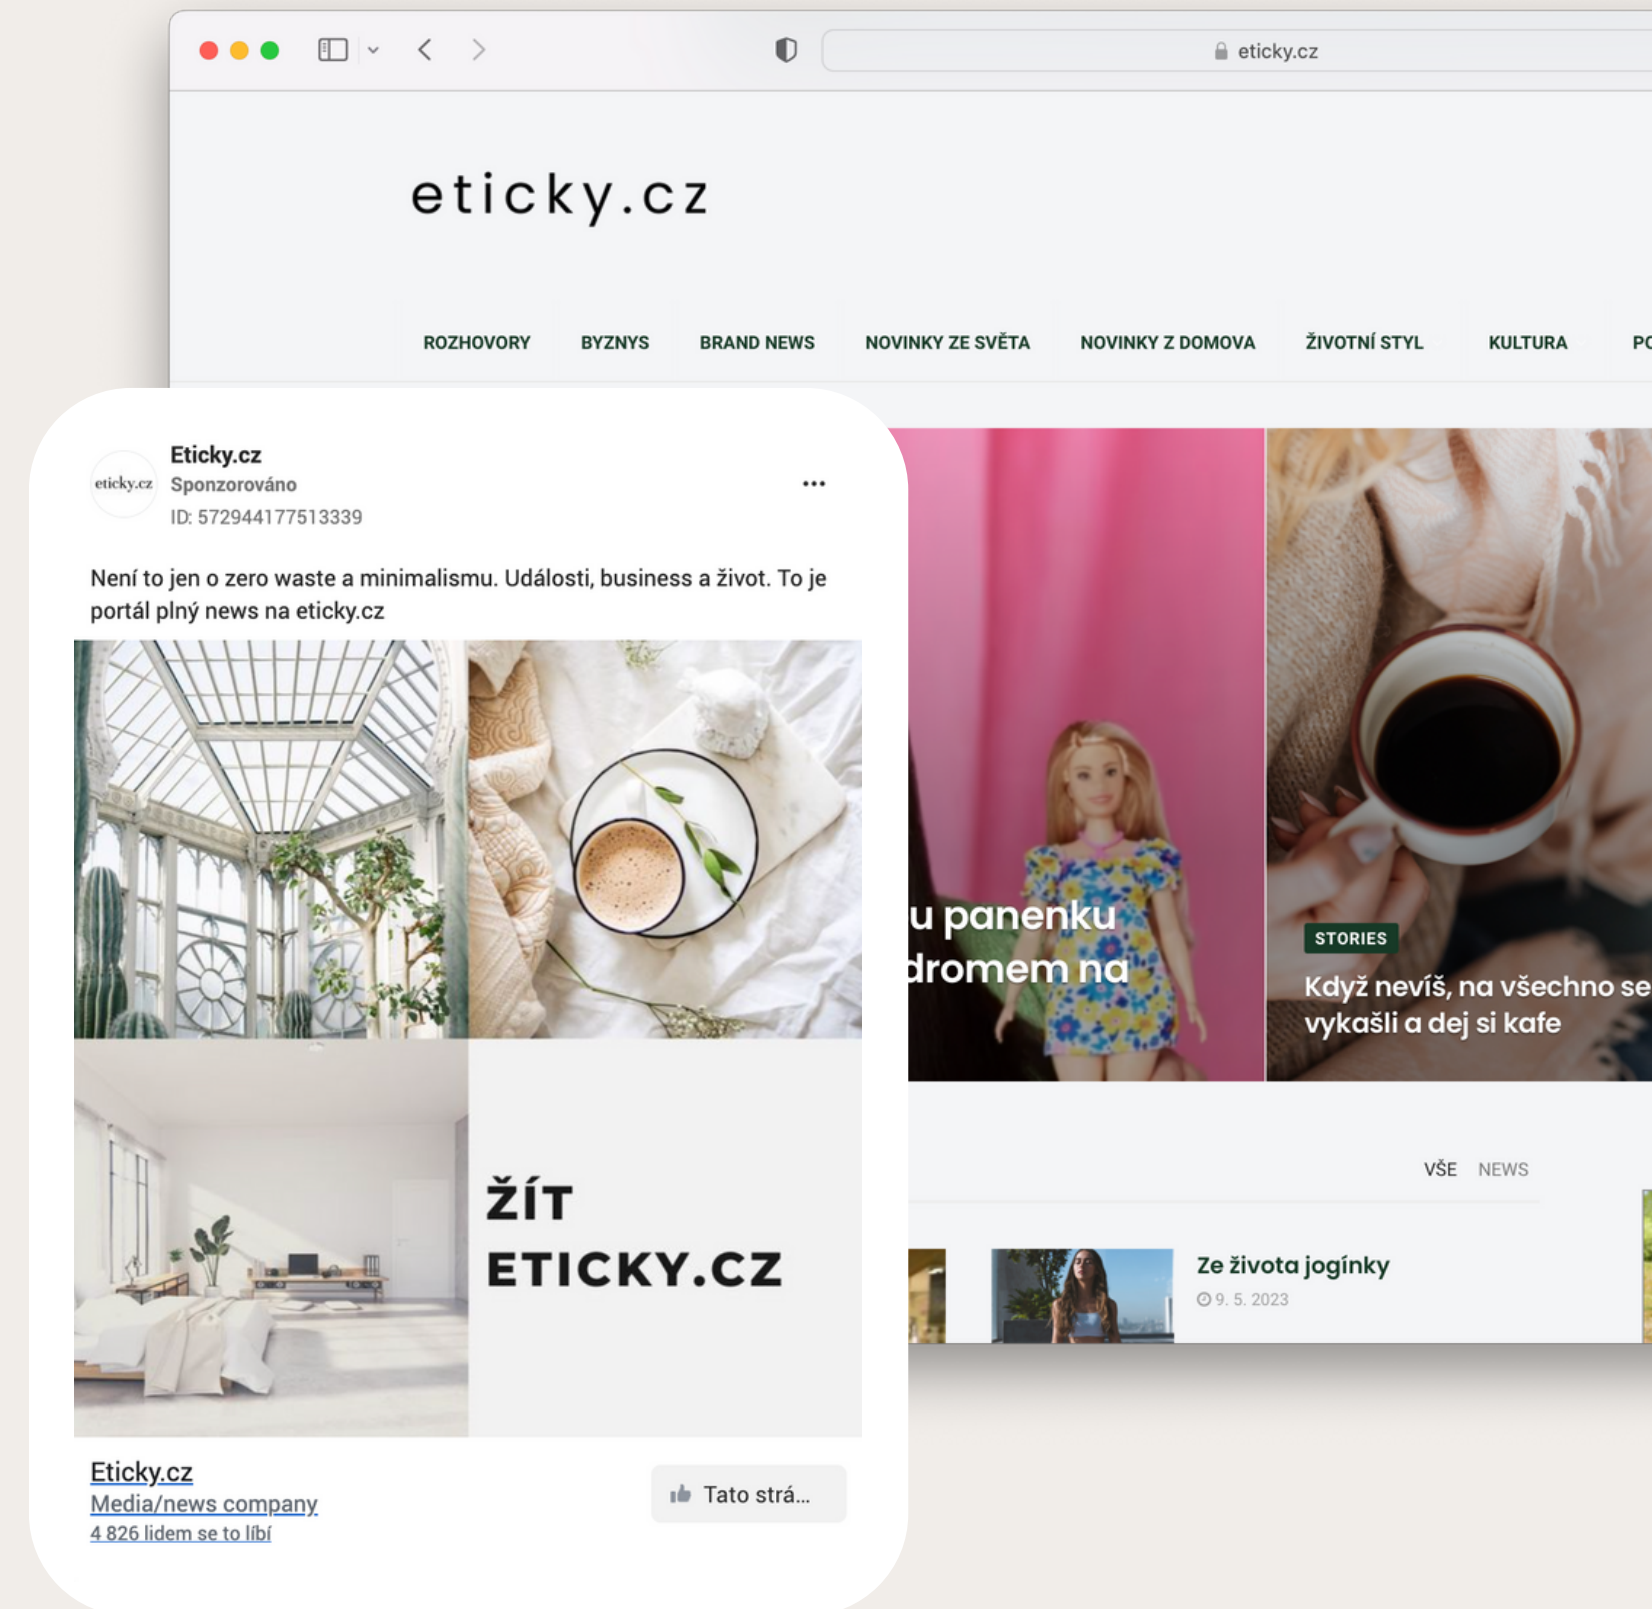 eticky.cz
eticky.cz
ROZHOVORY
BYZNYS
BRAND NEWS
NOVINKY ZE SVĚTA
NOVINKY Z DOMOVA
ŽIVOTNÍ STYL
KULTURA
Eticky.cz
eticky.cz
Sponzorováno
ID: 572944177513339
Není to jen o zero waste a minimalismu. Události, business a život. To je
portál plný news na eticky.cz
ŽÍT
ETICKY.CZ
Eticky.cz
Media/news company
4 826 lidem se to líbí
Tato strá...
u panenku
dromem na
STORIES
Když nevíš, na všechno se
vykašli a dej si kafe
VŠE NEWS
Ze života jogínky
9. 5. 2023